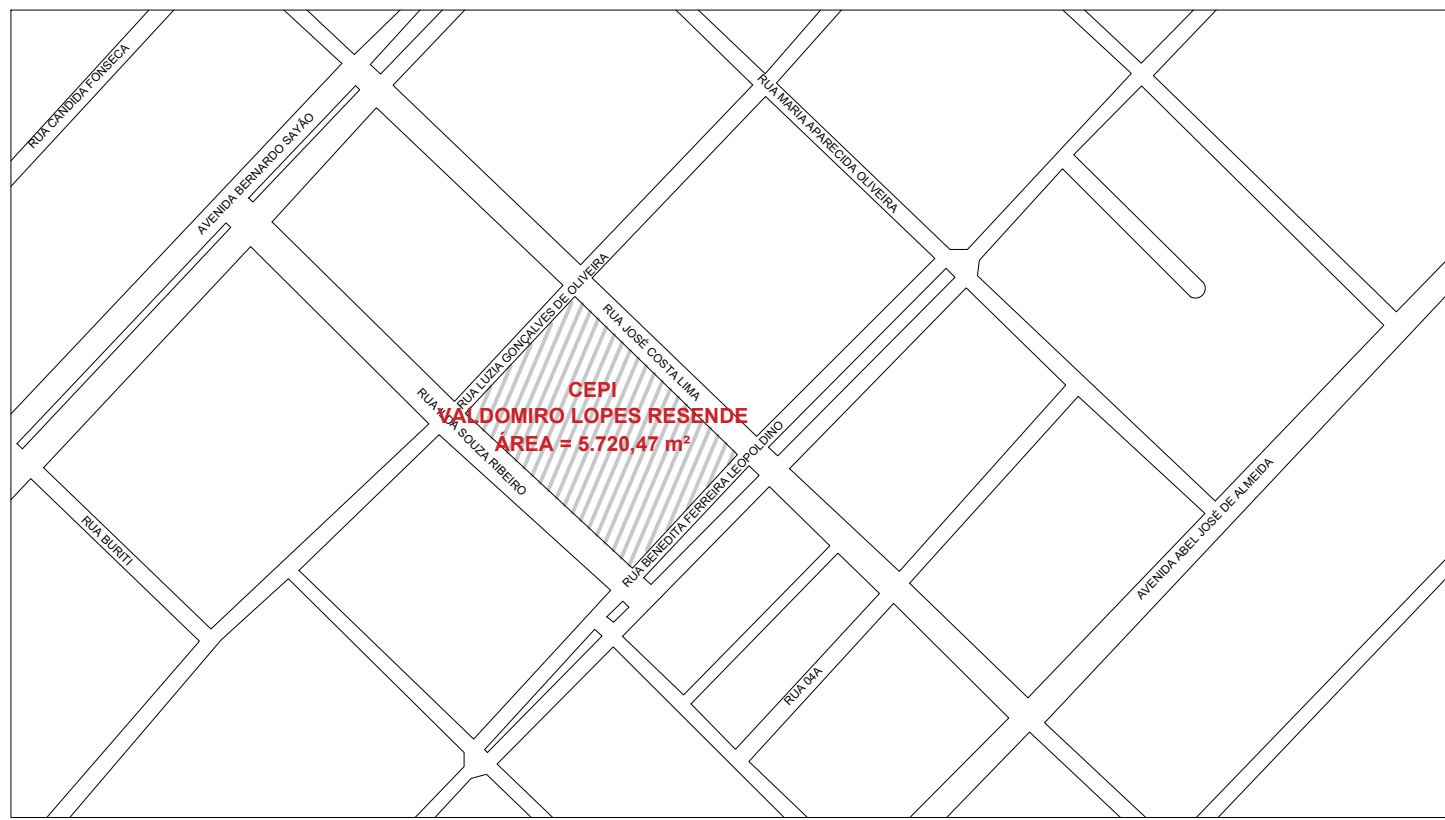 RUA CANDIDA FONSECA
AVENIDA BERNARDO SAYÃO
RUA MARIA APARECIDA OLIVEIRA
RUA LUZIA GONÇALVES DE OLIVEIRA
RUA JOSÉ COSTA LIMA
CEPI
VALDOMIRO LOPES RESENDE
ÁREA = 5.720,47 m²
SOUZA RIBEIRO
RUA BENEDITA FERREIRA LEOPOLDINO
RUA BURITI
AVENIDA ABEL JOSÉ DE ALMEIDA
RUA 04A